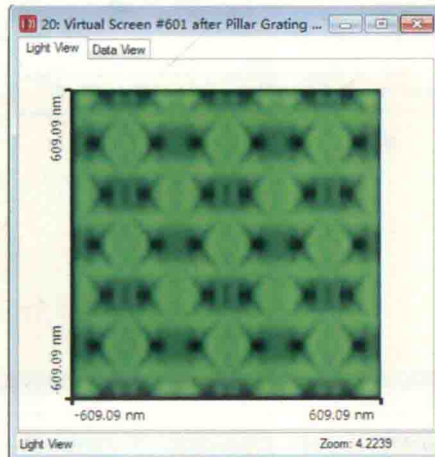 20: Virtual Screen #601 after Pillar Grating ...
Light View Data View
609.09 nm
-609.09 nm
-609.09 nm 609.09 nm
Light View Zoom: 4.2239